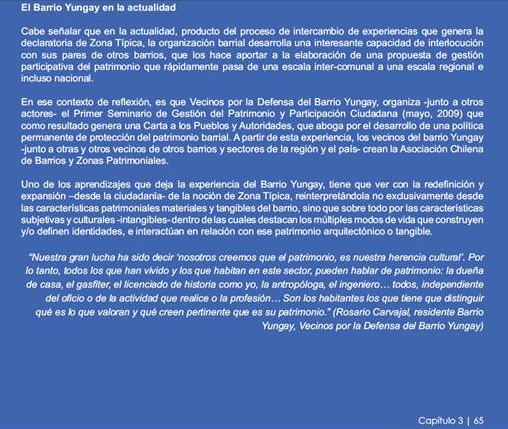 El Barrio Yungay en la actualidad
Cabe señalar que en la actualidad, producto del proceso de intercambio de experiencias que genera la
declaratoria de Zona Típica, la organización barrial desarrolla una interesante capacidad de interlocución
con sus pares de otros barrios, que los hace aportar a la elaboración de una propuesta de gestión
participativa del patrimonio que rápidamente pasa de una escala inter-comunal a una escala regional e
incluso nacional.
En ese contexto de reflexión, es que Vecinos por la Defensa del Barrio Yungay, organiza -junto a otros
actores- el Primer Seminario de Gestión del Patrimonio y Participación Ciudadana (mayo, 2009) que
como resultado genera una Carta a los Pueblos y Autoridades, que aboga por el desarrollo de una política
permanente de protección del patrimonio barrial. A partir de esta experiencia, los vecinos del barrio Yungay
-junto a otras y otros vecinos de otros barrios y sectores de la región y el país- crean la Asociación Chilena
de Barrios y Zonas Patrimoniales.
Uno de los aprendizajes que deja la experiencia del Barrio Yungay, tiene que ver con la redefinición y
expansión –desde la ciudadanía- de la noción de Zona Típica, reinterpretándola no exclusivamente desde
las características patrimoniales materiales y tangibles del barrio, sino que sobre todo por las características
subjetivas y culturales -intangibles- dentro de las cuales destacan los múltiples modos de vida que construyen
y/o definen identidades, e interactúan en relación con ese patrimonio arquitectónico o tangible.
“Nuestra gran lucha ha sido decir ‘nosotros creemos que el patrimonio, es nuestra herencia cultural’. Por
lo tanto, todos los que han vivido y los que habitan en este sector, pueden hablar de patrimonio: la dueña
de casa, el gasfiter, el licenciado de historia como yo, la antropóloga, el ingeniero… todos, independiente
del oficio o de la actividad que realice o la profesión… Son los habitantes los que tiene que distinguir
qué es lo que valoran y qué creen pertinente que es su patrimonio.” (Rosario Carvajal, residente Barrio
Yungay, Vecinos por la Defensa del Barrio Yungay)
Capítulo 3 | 65